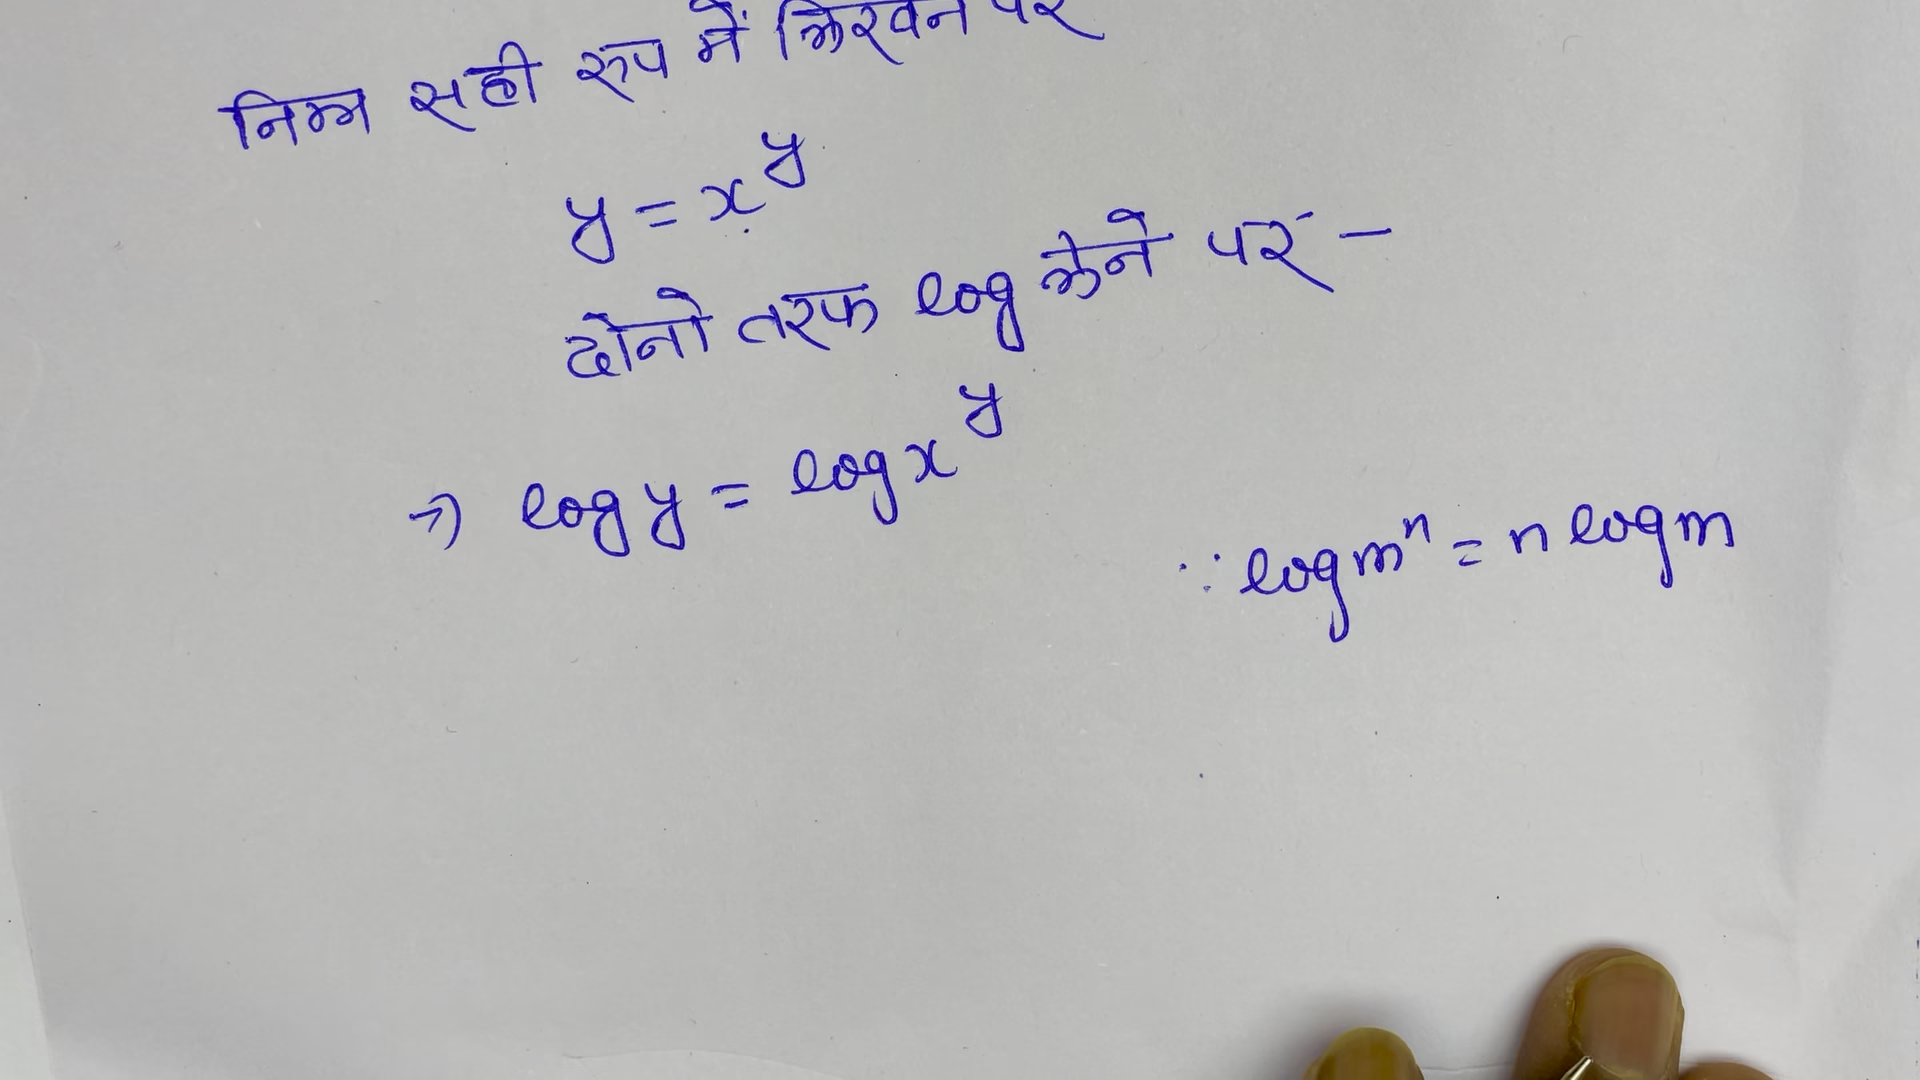 निम्न सही रुप में लिखने पर
y = x^y
दोनो तरफ log लेने पर –
⇒ log y = log x^y
∵ log m^n = n log m